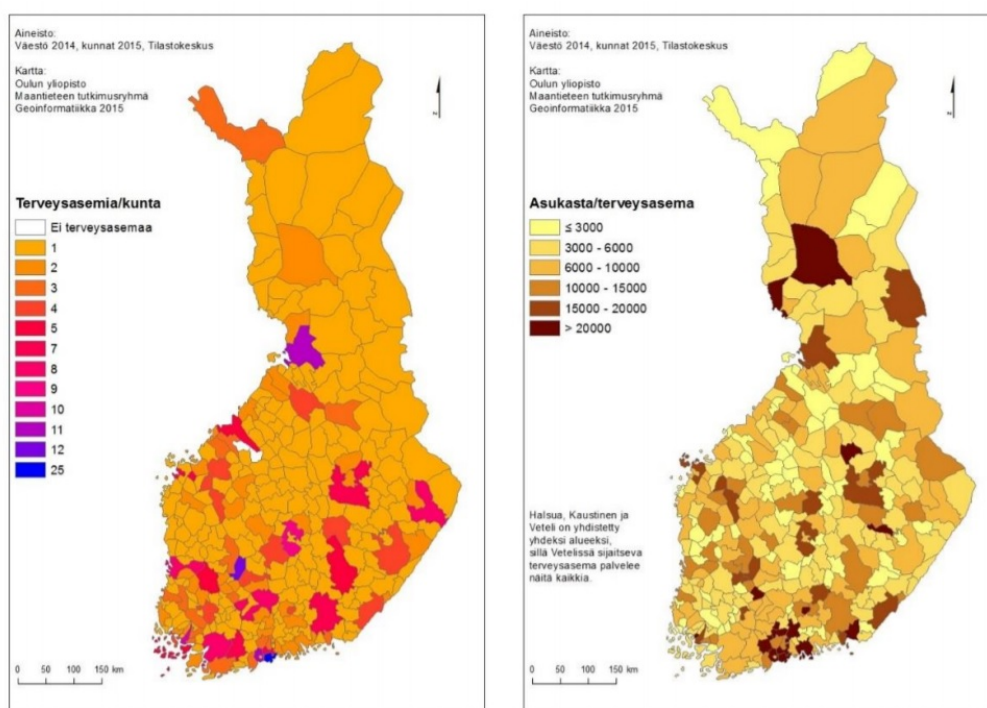 Aineisto:
Väestö 2014, kunnat 2015, Tilastokeskus
Kartta:
Oulun yliopisto
Maantieteen tutkimusryhmä
Geoinformatiikka 2015
Terveysasemia/kunta
Ei terveysasemaa
1
2
3
4
5
7
8
9
10
11
12
25
0 50 100 150 km
Aineisto:
Väestö 2014, kunnat 2015, Tilastokeskus
Kartta:
Oulun yliopisto
Maantieteen tutkimusryhmä
Geoinformatiikka 2015
Asukasta/terveysasema
≤ 3000
3000 - 6000
6000 - 10000
10000 - 15000
15000 - 20000
> 20000
Halsua, Kaustinen ja
Veteli on yhdistetty
yhdeksi alueeksi,
sillä Vetelissä sijaitseva
terveysasema palvelee
näitä kaikkia.
0 50 100 150 km